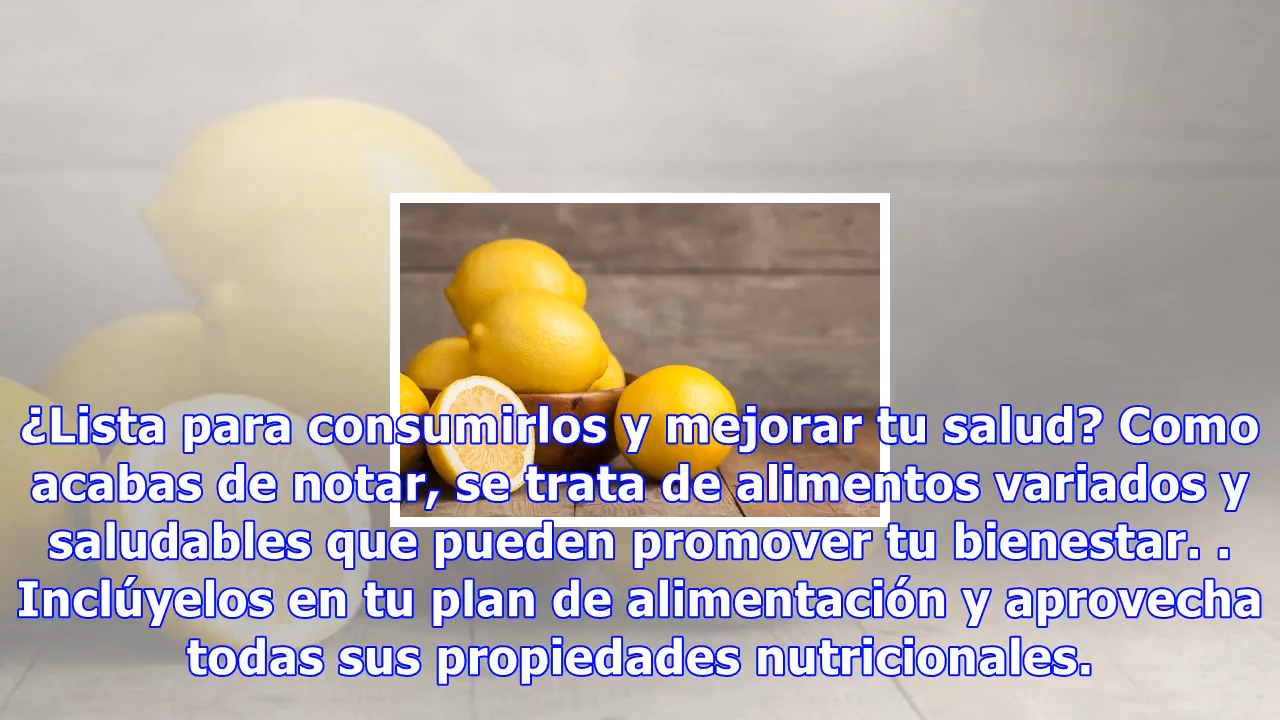 ¿Lista para consumirlos y mejorar tu salud? Como
acabas de notar, se trata de alimentos variados y
saludables que pueden promover tu bienestar. .
Inclúyelos en tu plan de alimentación y aprovecha
todas sus propiedades nutricionales.